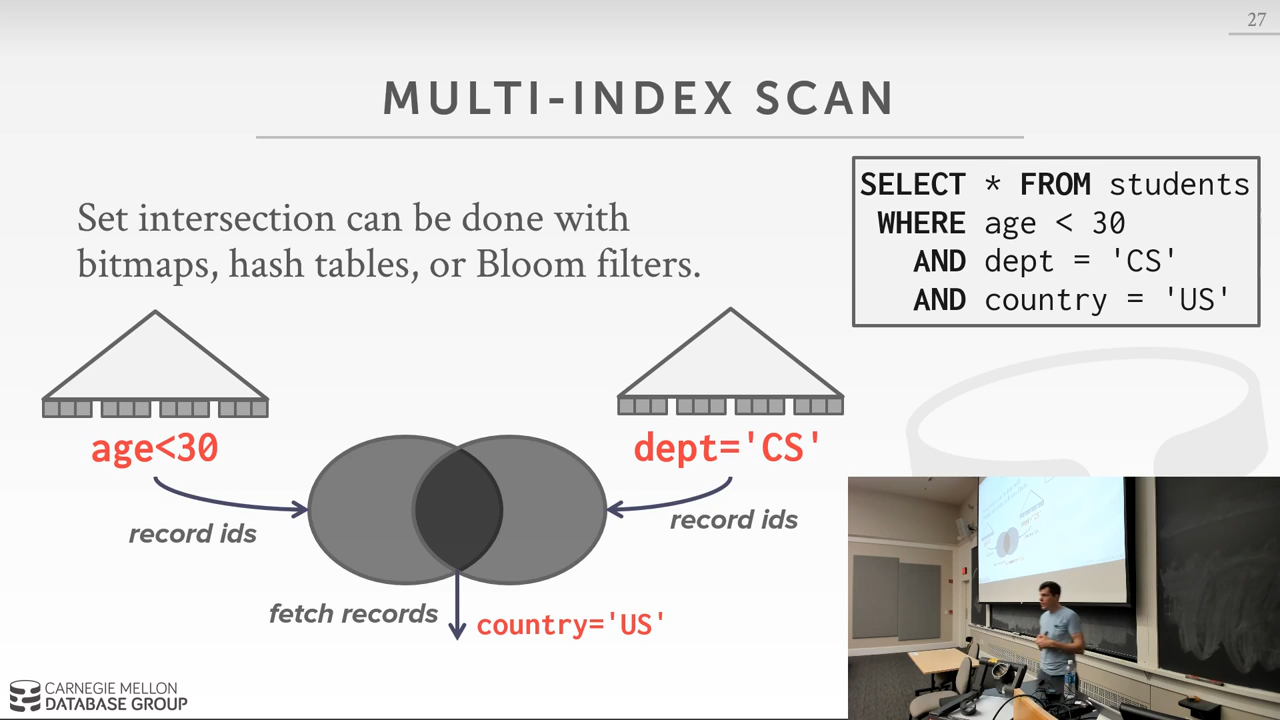 27
MULTI-INDEX SCAN
Set intersection can be done with
bitmaps, hash tables, or Bloom filters.
SELECT * FROM students
WHERE age < 30
AND dept = 'CS'
AND country = 'US'
age<30
dept='CS'
record ids
record ids
fetch records
country='US'
CARNEGIE MELLON
DATABASE GROUP